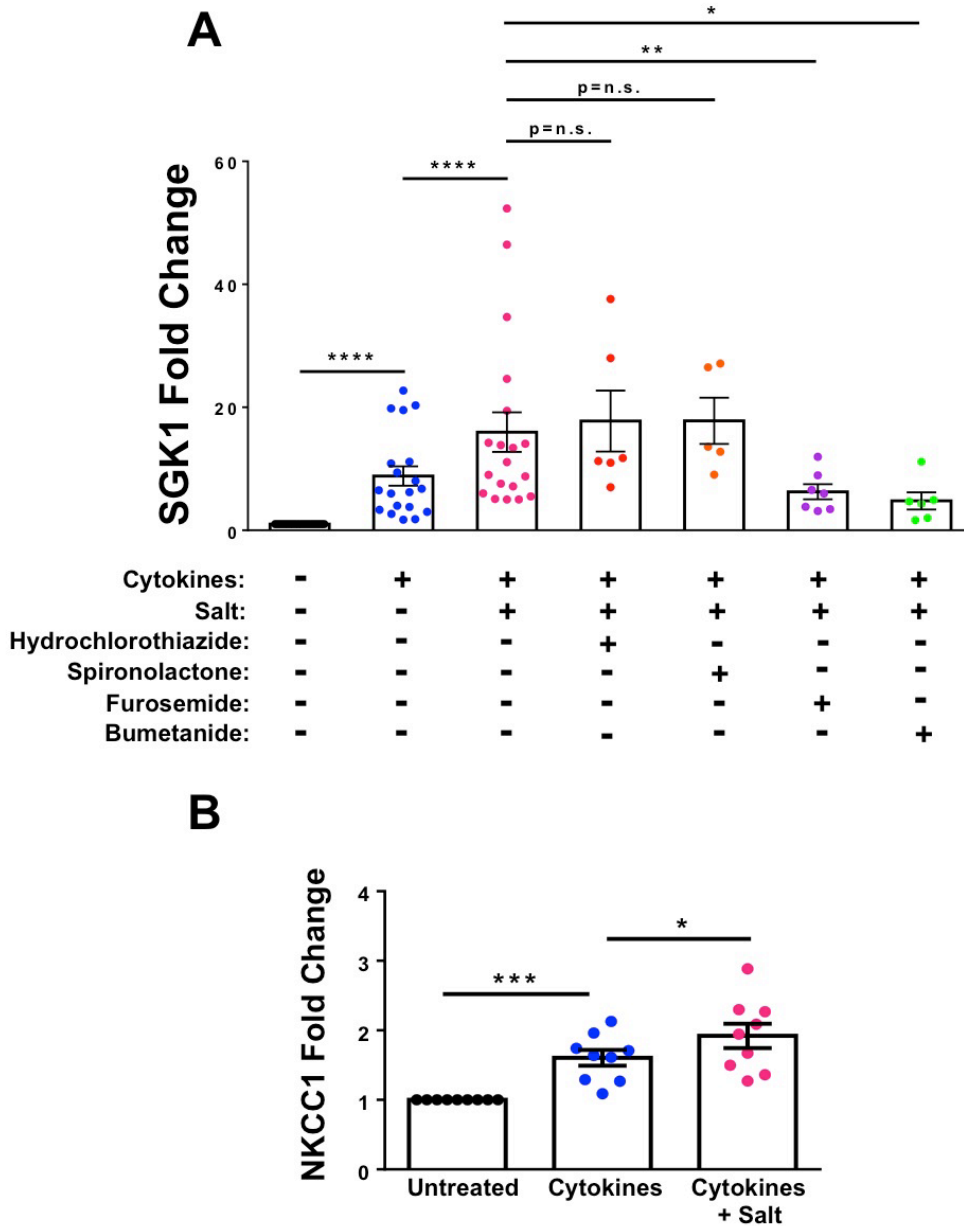 A
*
**
p=n.s.
p=n.s.
****
****
SGK1 Fold Change
60
40
20
0
Cytokines: - + + + + + +
Salt: - - + + + + +
Hydrochlorothiazide: - - - + - - -
Spironolactone: - - - - + - -
Furosemide: - - - - - + -
Bumetanide: - - - - - - +
B
NKCC1 Fold Change
4
3
2
1
0
***
*
Untreated Cytokines Cytokines
+ Salt